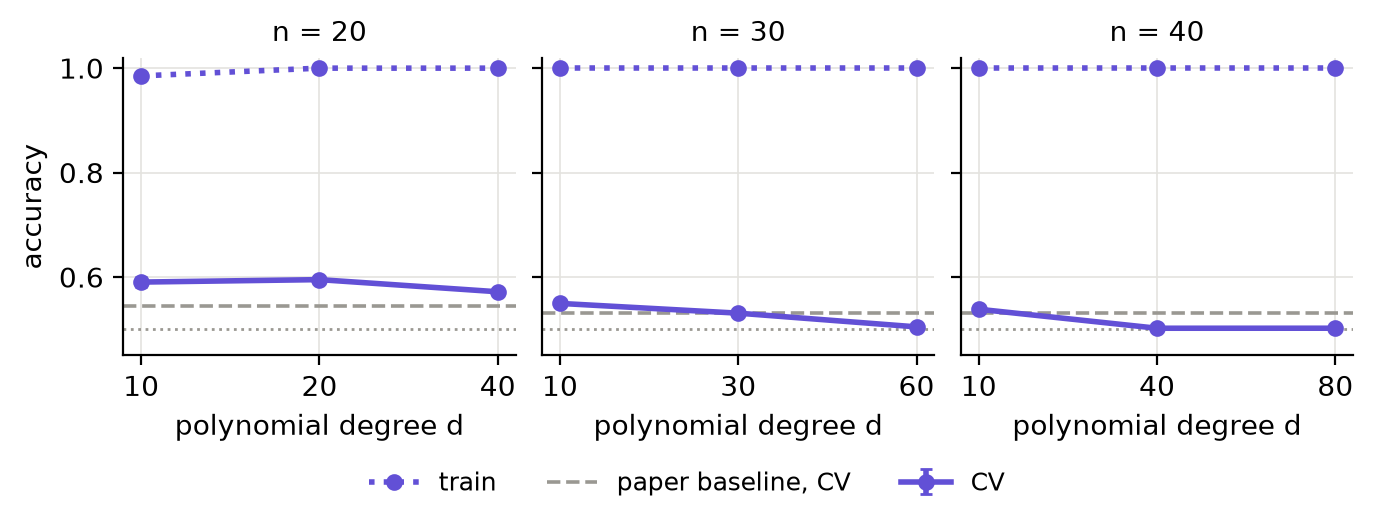 n = 20
n = 30
n = 40
1.0
0.8
0.6
accuracy
10 20 40
10 30 60
10 40 80
polynomial degree d
polynomial degree d
polynomial degree d
train
paper baseline, CV
CV